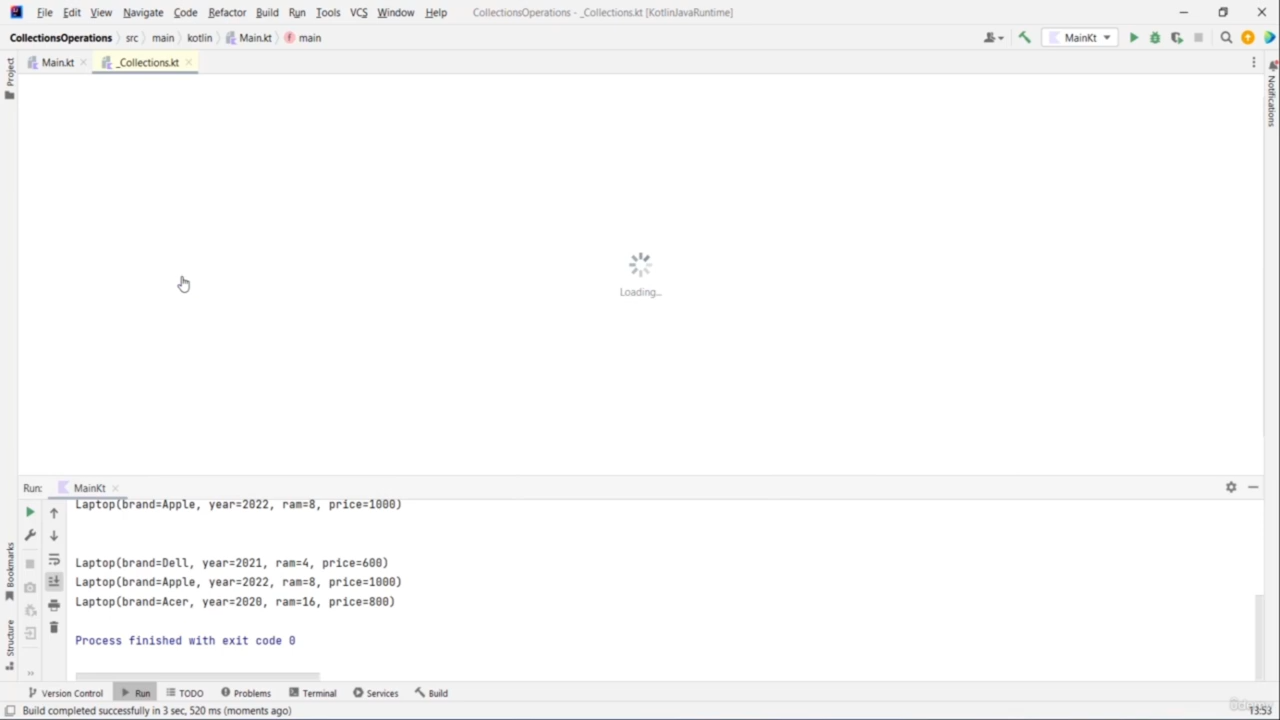 File Edit View Navigate Code Refactor Build Run Tools VCS Window Help CollectionsOperations - _Collections.kt [KotlinJavaRuntime]
CollectionsOperations src main kotlin Main.kt main MainKt
Project
Main.kt _Collections.kt
Notifications
Loading...
Run: MainKt
Laptop(brand=Apple, year=2022, ram=8, price=1000)
Laptop(brand=Dell, year=2021, ram=4, price=600)
Laptop(brand=Apple, year=2022, ram=8, price=1000)
Laptop(brand=Acer, year=2020, ram=16, price=800)
Process finished with exit code 0
Bookmarks
Structure
Version Control Run TODO Problems Terminal Services Build
Build completed successfully in 3 sec, 520 ms (moments ago) 13:53